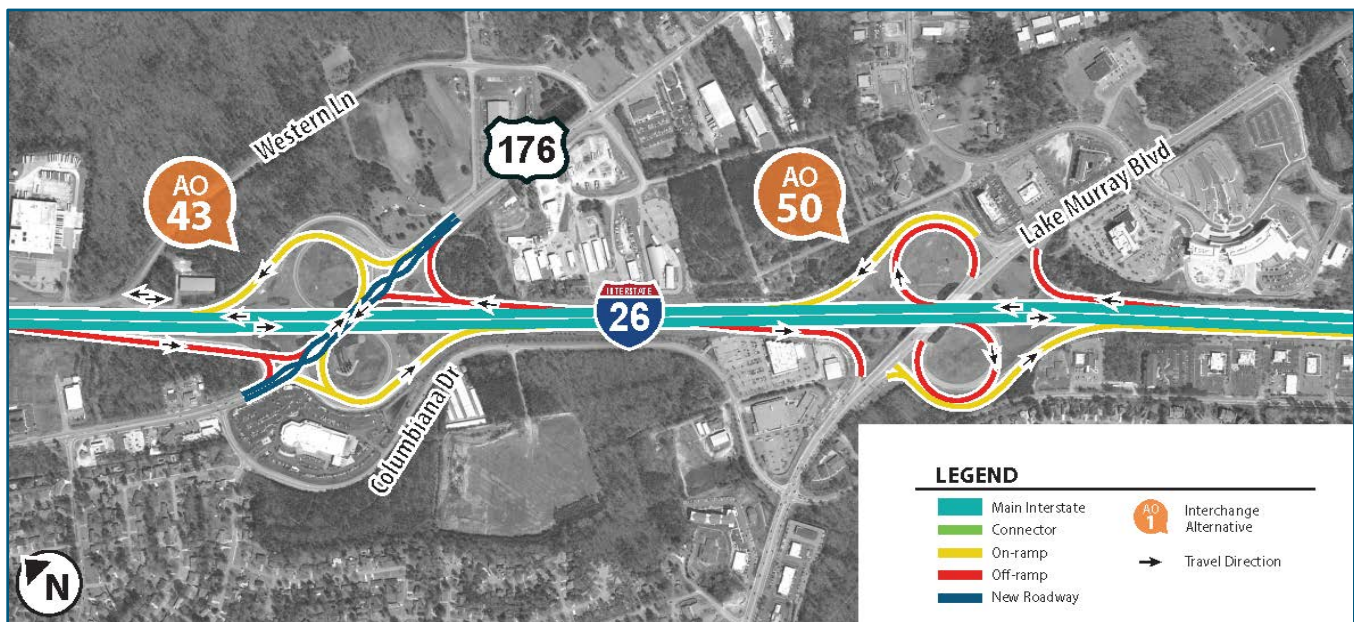 Western Ln
176
AO
43
AO
50
Lake Murray Blvd
INTERSTATE
26
Columbiana Dr
N
LEGEND
Main Interstate
Connector
On-ramp
Off-ramp
New Roadway
AO
1
Interchange
Alternative
Travel Direction